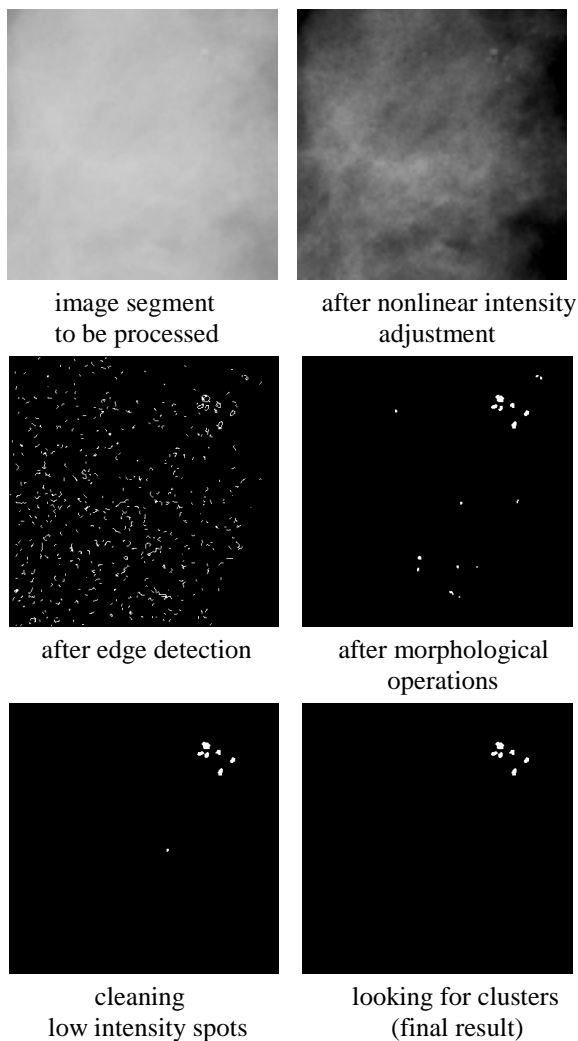 image segment
to be processed
after nonlinear intensity
adjustment
after edge detection
after morphological
operations
cleaning
low intensity spots
looking for clusters
(final result)